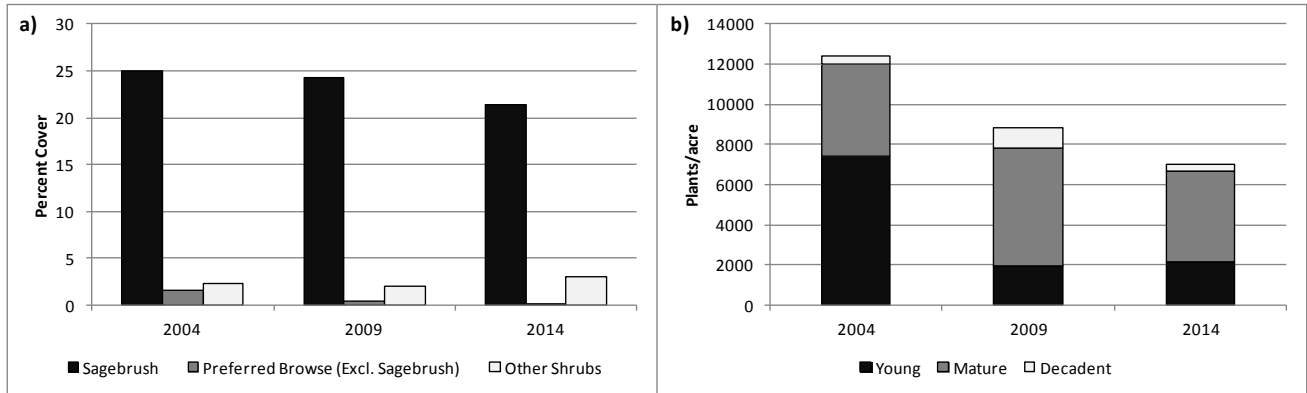 a)
30
25
20
15
10
5
0
Percent Cover
2004 2009 2014
Sagebrush Preferred Browse (Excl. Sagebrush) Other Shrubs
b)
14000
12000
10000
8000
6000
4000
2000
0
Plants/acre
2004 2009 2014
Young Mature Decadent